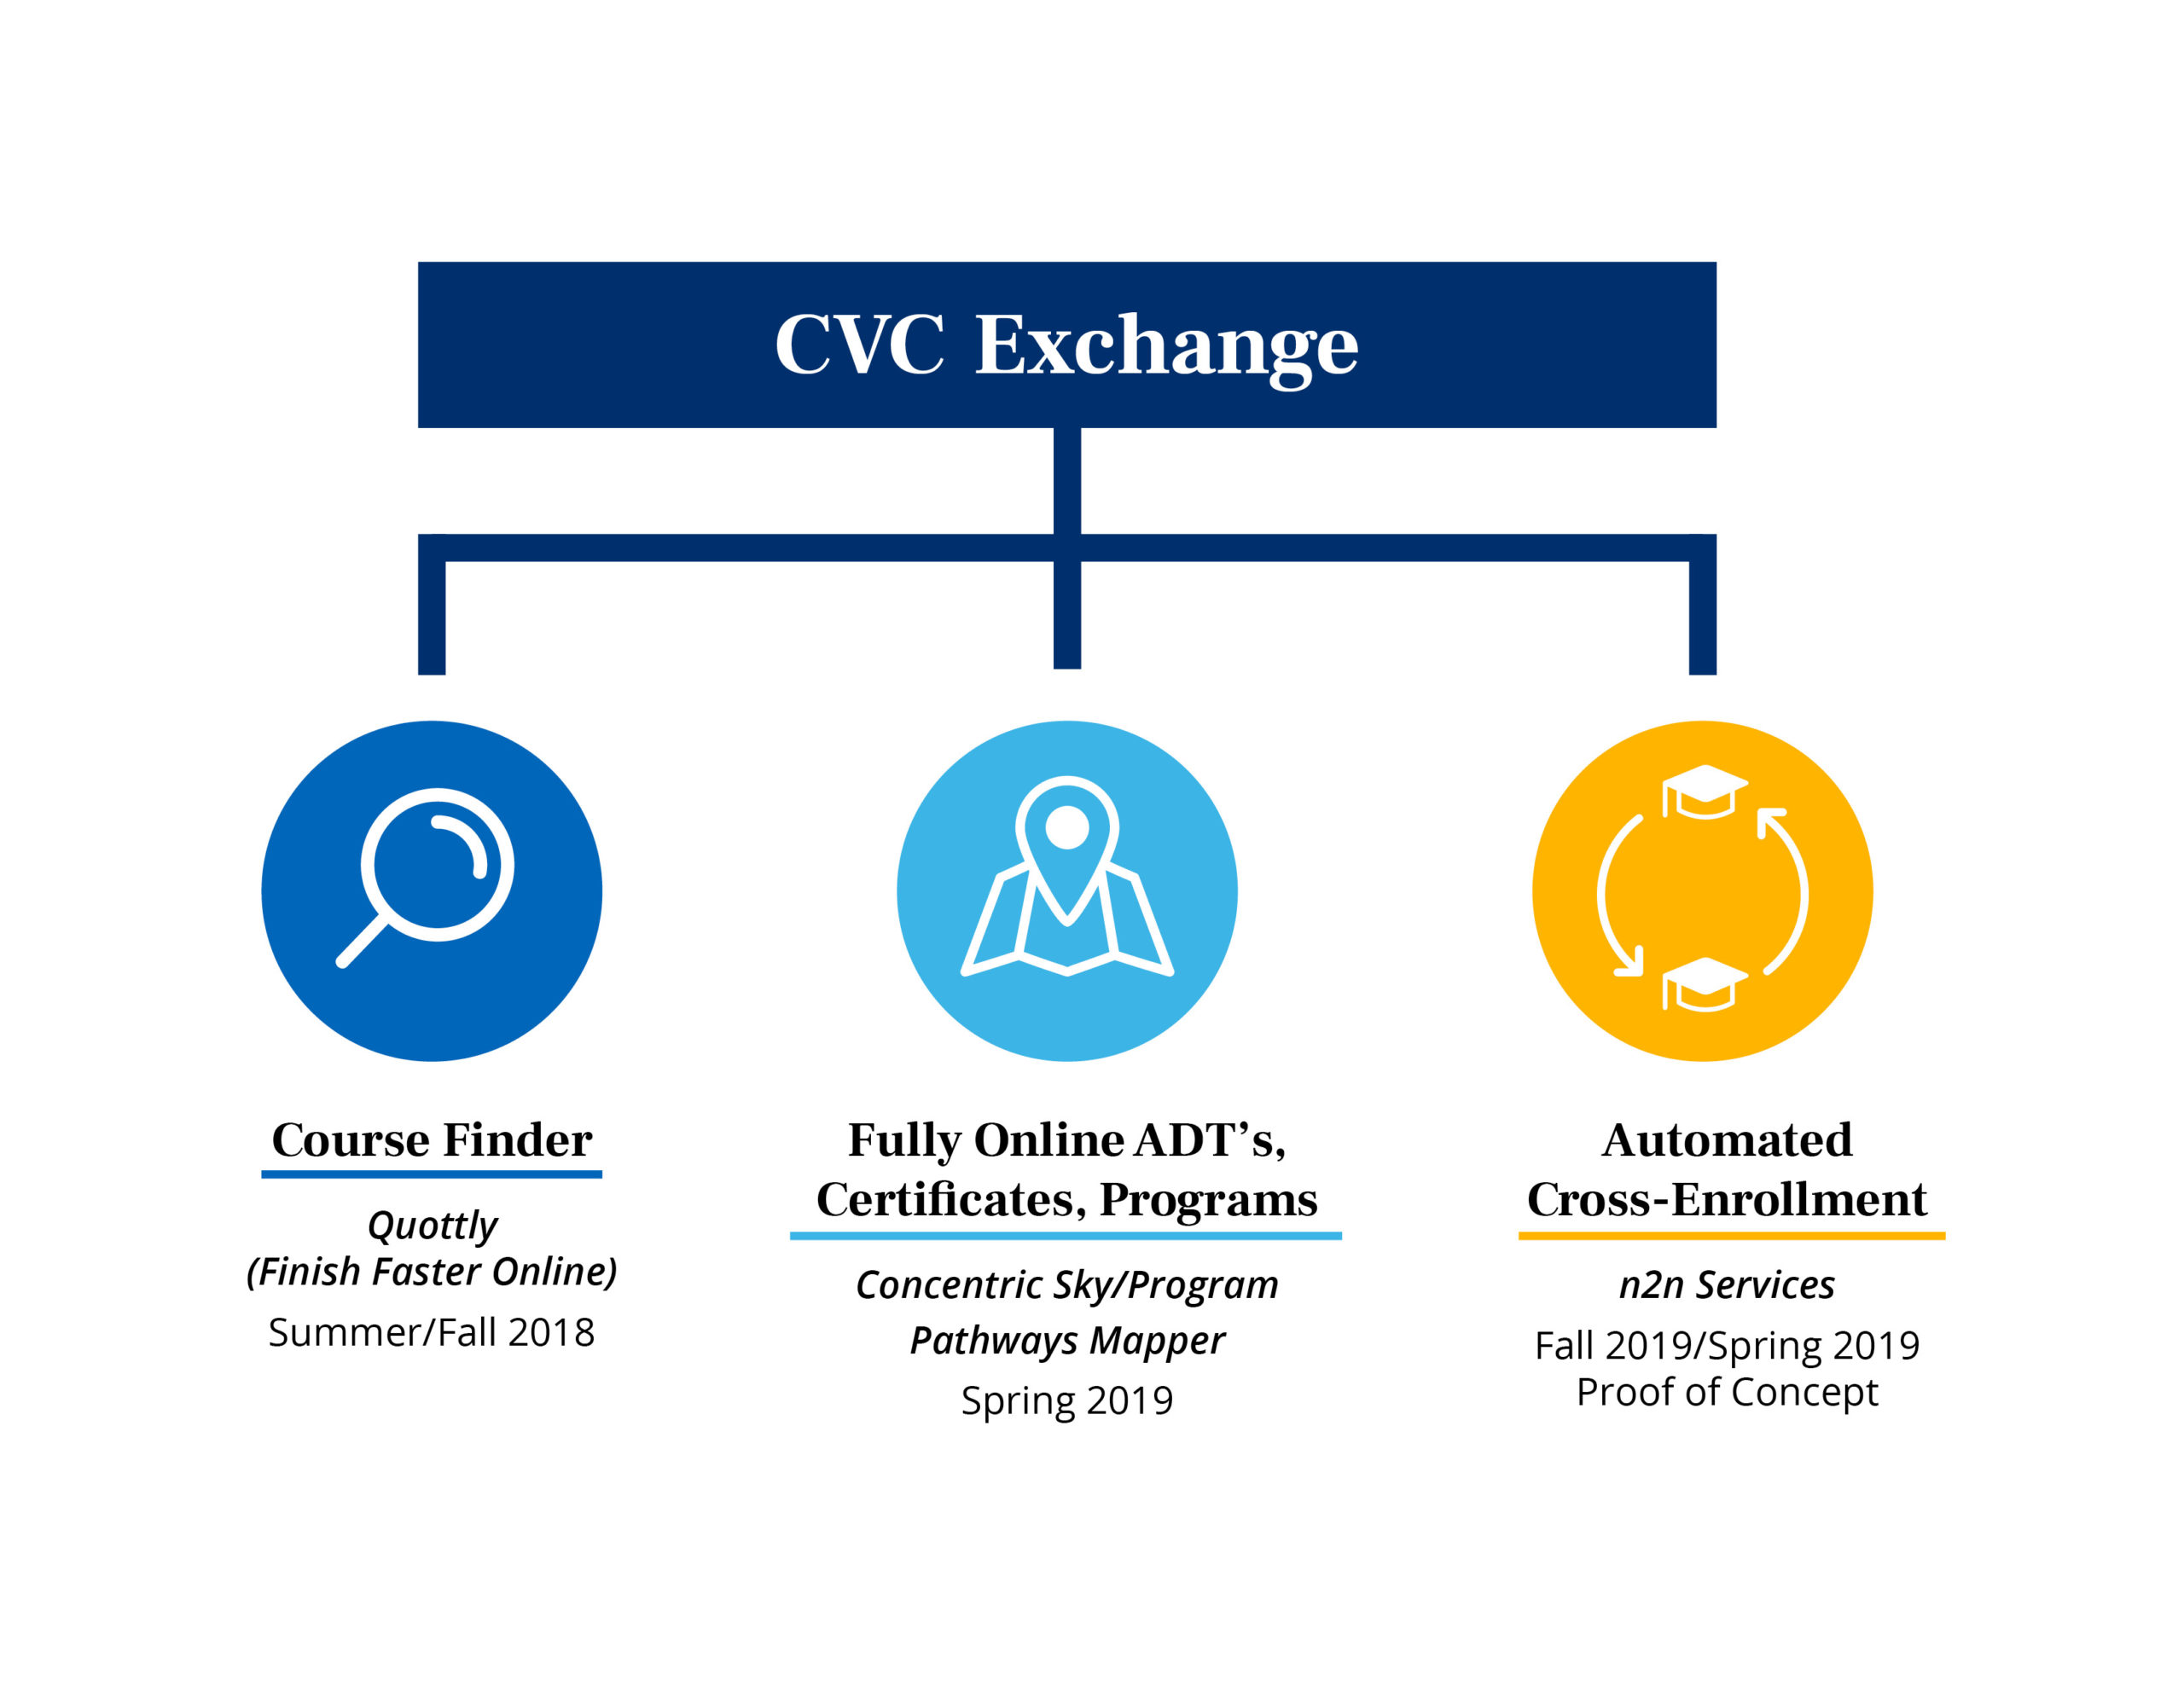 CVC Exchange
Course Finder
Quottly
(Finish Faster Online)
Summer/Fall 2018
Fully Online ADT’s,
Certificates, Programs
Concentric Sky/Program
Pathways Mapper
Spring 2019
Automated
Cross-Enrollment
n2n Services
Fall 2019/Spring 2019
Proof of Concept